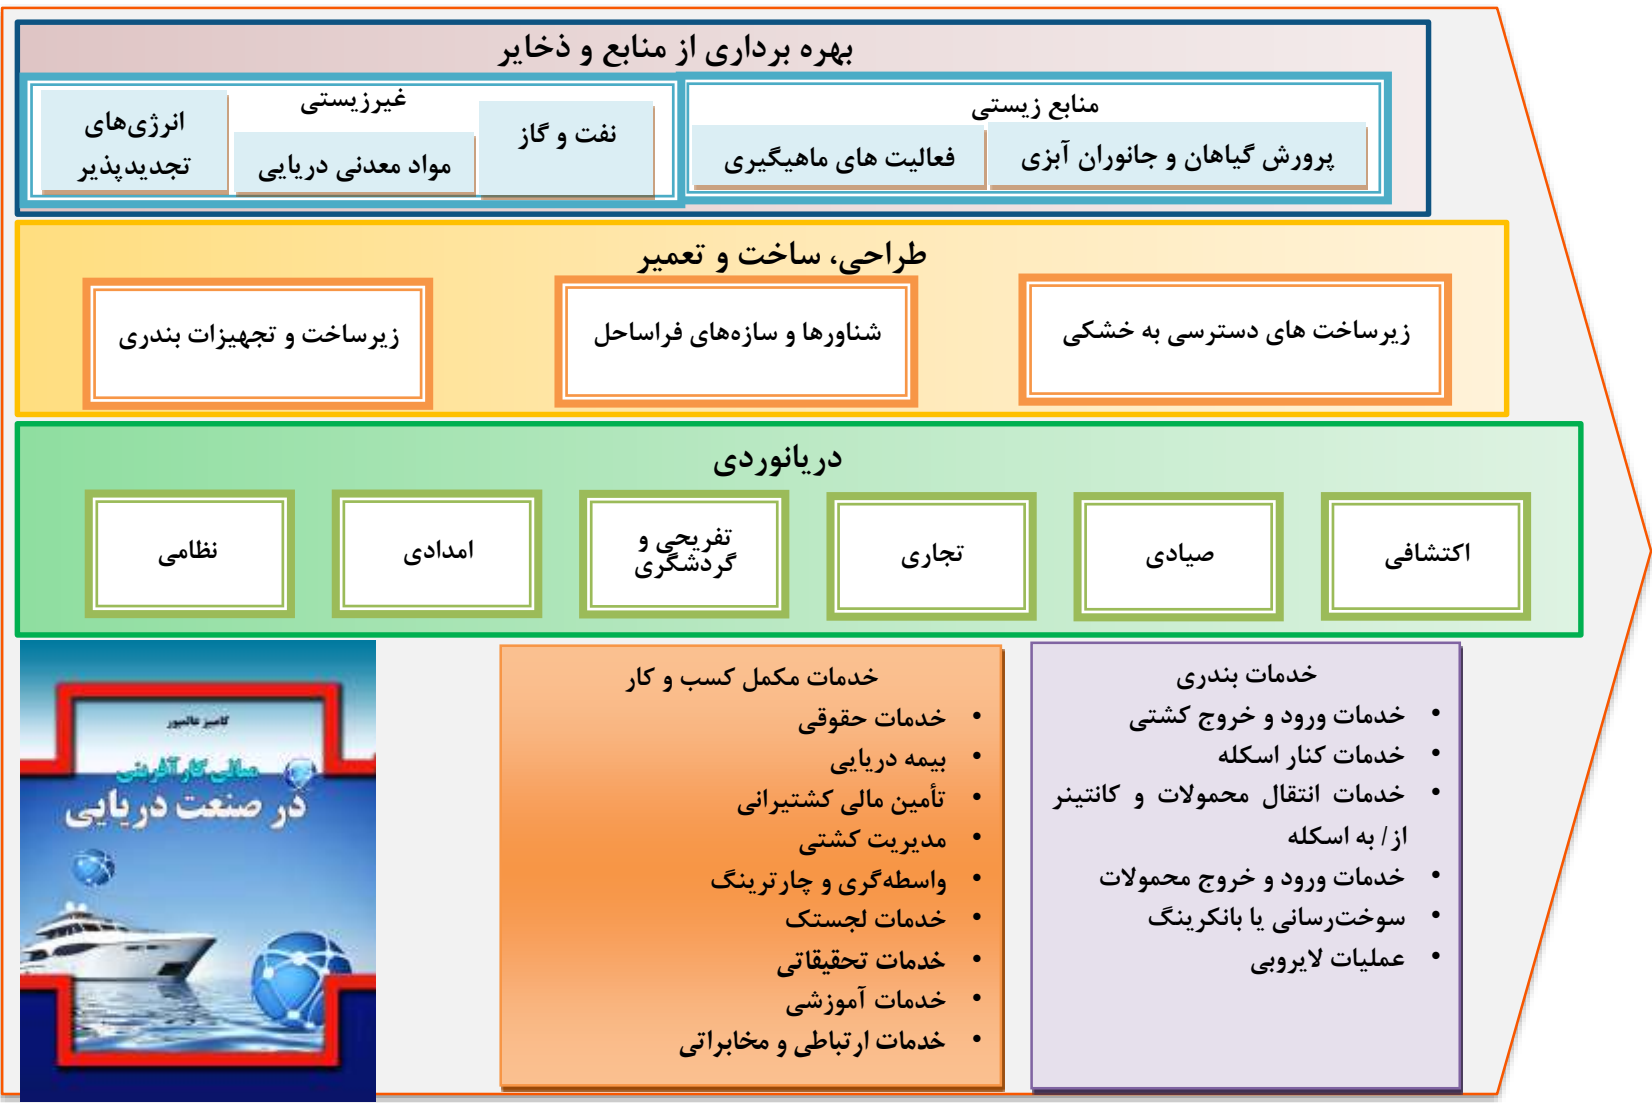 بهره برداری از منابع و ذخایر
منابع زیستی
پرورش گیاهان و جانوران آبزی
فعالیت های ماهیگیری
غیرزیستی
نفت و گاز
مواد معدنی دریایی
انرژی‌های
تجدیدپذیر
طراحی، ساخت و تعمیر
زیرساخت های دسترسی به خشکی
شناورها و سازه‌های فراساحل
زیرساخت و تجهیزات بندری
دریانوردی
اکتشافی
صیادی
تجاری
تفریحی و
گردشگری
امدادی
نظامی
خدمات بندری
• خدمات ورود و خروج کشتی
• خدمات کنار اسکله
• خدمات انتقال محمولات و کانتینر
از/ به اسکله
• خدمات ورود و خروج محمولات
• سوخت‌رسانی یا بانکرینگ
• عملیات لایروبی
خدمات مکمل کسب و کار
• خدمات حقوقی
• بیمه دریایی
• تأمین مالی کشتیرانی
• مدیریت کشتی
• واسطه‌گری و چارترینگ
• خدمات لجستک
• خدمات تحقیقاتی
• خدمات آموزشی
• خدمات ارتباطی و مخابراتی
کامبیز عالمپور
مبانی کارآفرینی
در صنعت دریایی